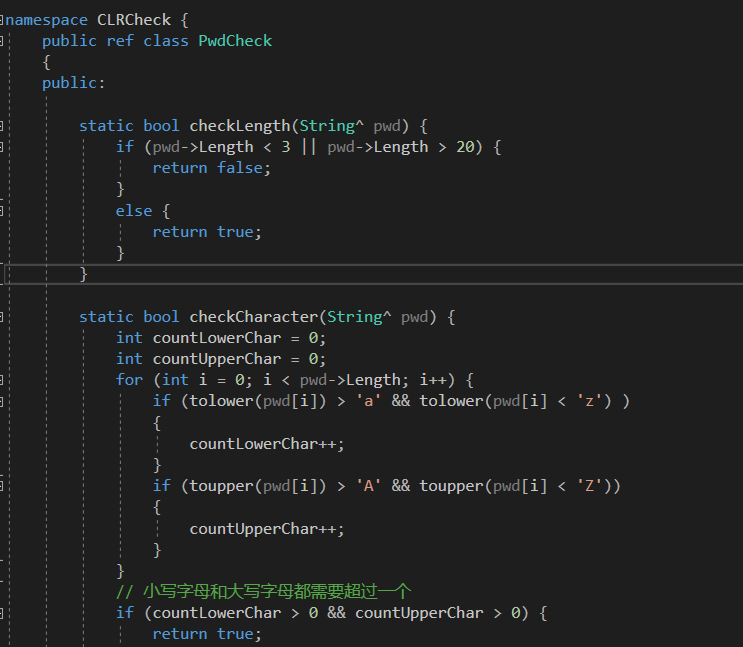 namespace CLRCheck {
public ref class PwdCheck
{
public:
static bool checkLength(String^ pwd) {
if (pwd->Length < 3 || pwd->Length > 20) {
return false;
}
else {
return true;
}
}
static bool checkCharacter(String^ pwd) {
int countLowerChar = 0;
int countUpperChar = 0;
for (int i = 0; i < pwd->Length; i++) {
if (tolower(pwd[i]) > 'a' && tolower(pwd[i] < 'z') )
{
countLowerChar++;
}
if (toupper(pwd[i]) > 'A' && toupper(pwd[i] < 'Z'))
{
countUpperChar++;
}
}
// 小写字母和大写字母都需要超过一个
if (countLowerChar > 0 && countUpperChar > 0) {
return true;